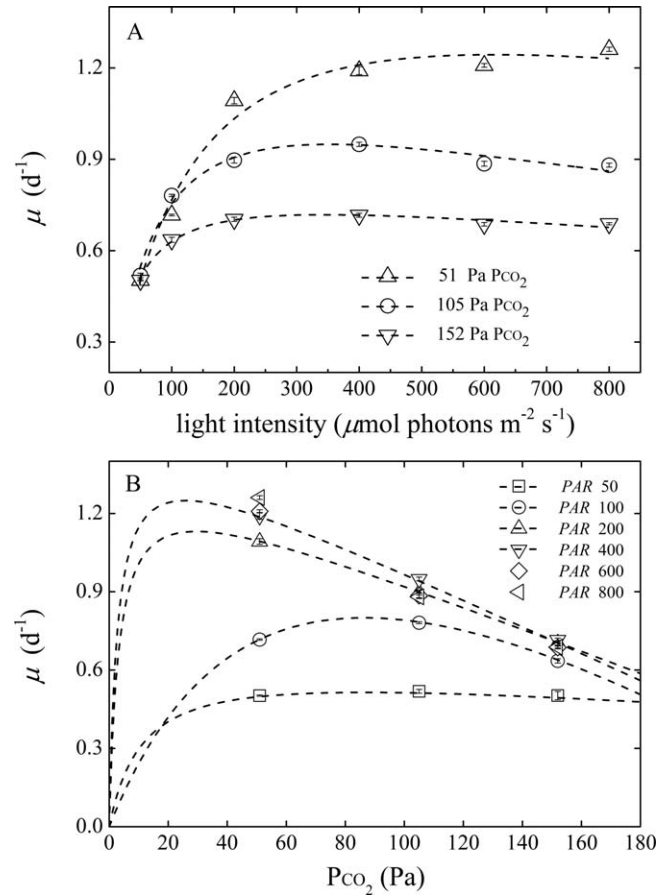 A
1.2
0.9
0.6
0.3
μ (d⁻¹)
51 Pa PCO₂
105 Pa PCO₂
152 Pa PCO₂
0 100 200 300 400 500 600 700 800
light intensity (μmol photons m⁻² s⁻¹)
B
1.2
0.9
0.6
0.3
0.0
μ (d⁻¹)
PAR 50
PAR 100
PAR 200
PAR 400
PAR 600
PAR 800
0 20 40 60 80 100 120 140 160 180
PCO₂ (Pa)